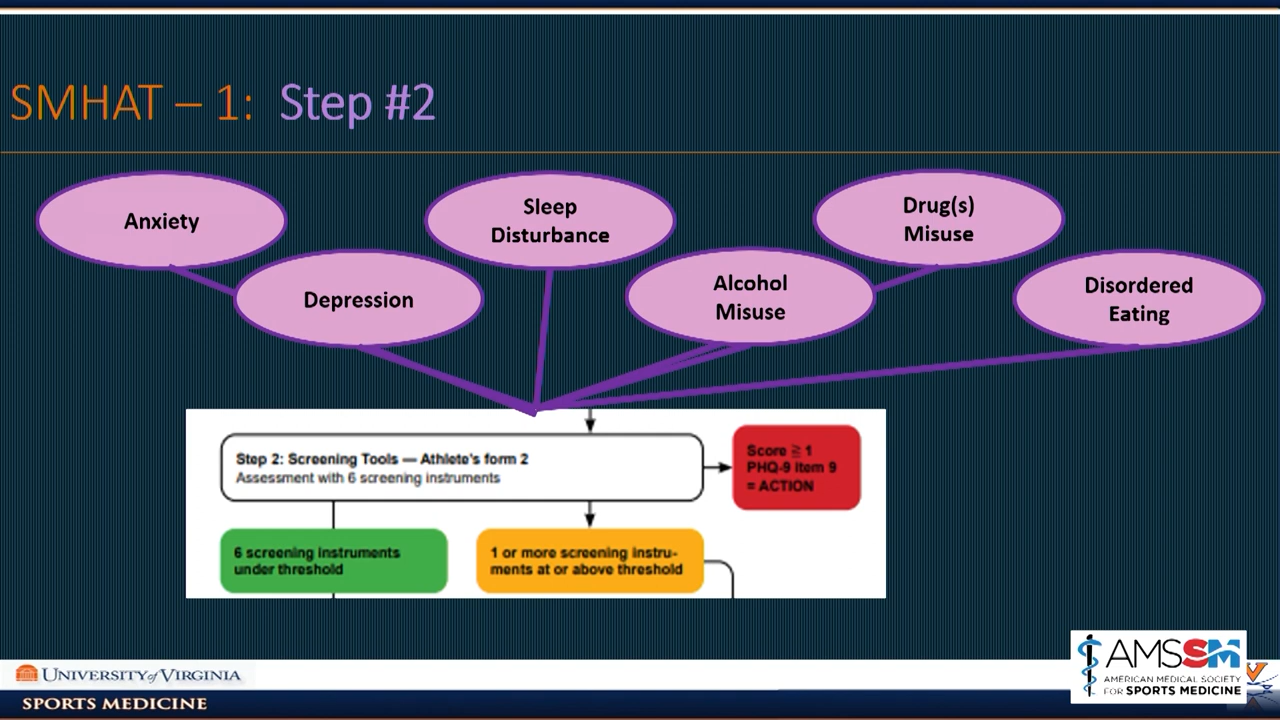 SMHAT – 1: Step #2
Anxiety
Sleep
Disturbance
Drug(s)
Misuse
Depression
Alcohol
Misuse
Disordered
Eating
Step 2: Screening Tools — Athlete's form 2
Assessment with 6 screening instruments
Score ≧ 1
PHQ-9 item 9
= ACTION
6 screening instruments
under threshold
1 or more screening instru-
ments at or above threshold
UNIVERSITY of VIRGINIA
SPORTS MEDICINE
AMSSM
AMERICAN MEDICAL SOCIETY
FOR SPORTS MEDICINE